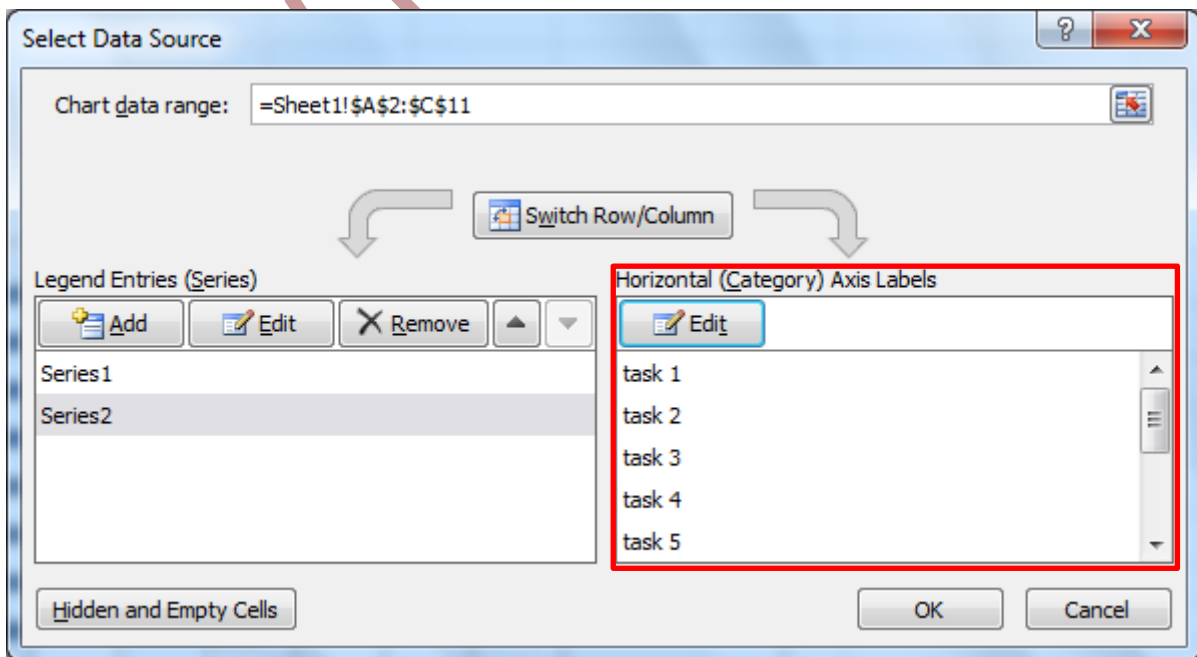 Select Data Source
Chart data range: =Sheet1!$A$2:$C$11
Switch Row/Column
Legend Entries (Series)
Add Edit Remove
Series1
Series2
Horizontal (Category) Axis Labels
Edit
task 1
task 2
task 3
task 4
task 5
Hidden and Empty Cells
OK Cancel